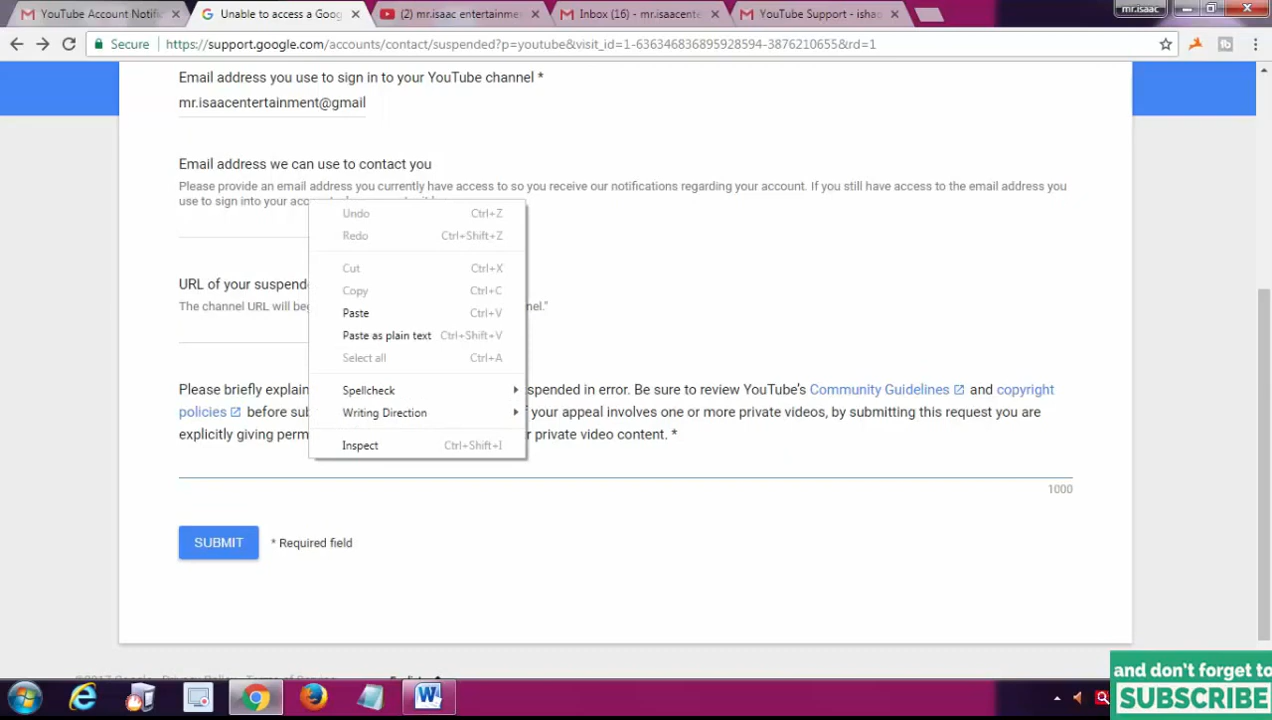 YouTube Account Notifi
Unable to access a Goog
(2) mr.isaac entertainme
Inbox (16) - mr.isaacente
YouTube Support - isha
mr.isaac
Secure
https://support.google.com/accounts/contact/suspended?p=youtube&visit_id=1-636346836895928594-3876210655&rd=1
Email address you use to sign in to your YouTube channel *
mr.isaacentertainment@gmail
Email address we can use to contact you
Please provide an email address you currently have access to so you receive our notifications regarding your account. If you still have access to the email address you
use to sign into your
Undo Ctrl+Z
Redo Ctrl+Shift+Z
Cut Ctrl+X
URL of your suspend
Copy Ctrl+C
The channel URL will be nel."
Paste Ctrl+V
Paste as plain text Ctrl+Shift+V
Select all Ctrl+A
Please briefly explain spended in error. Be sure to review YouTube's Community Guidelines and copyright
Spellcheck
policies before sub f your appeal involves one or more private videos, by submitting this request you are
Writing Direction
explicitly giving perm r private video content. *
Inspect Ctrl+Shift+I
1000
SUBMIT * Required field
and don't forget to
SUBSCRIBE